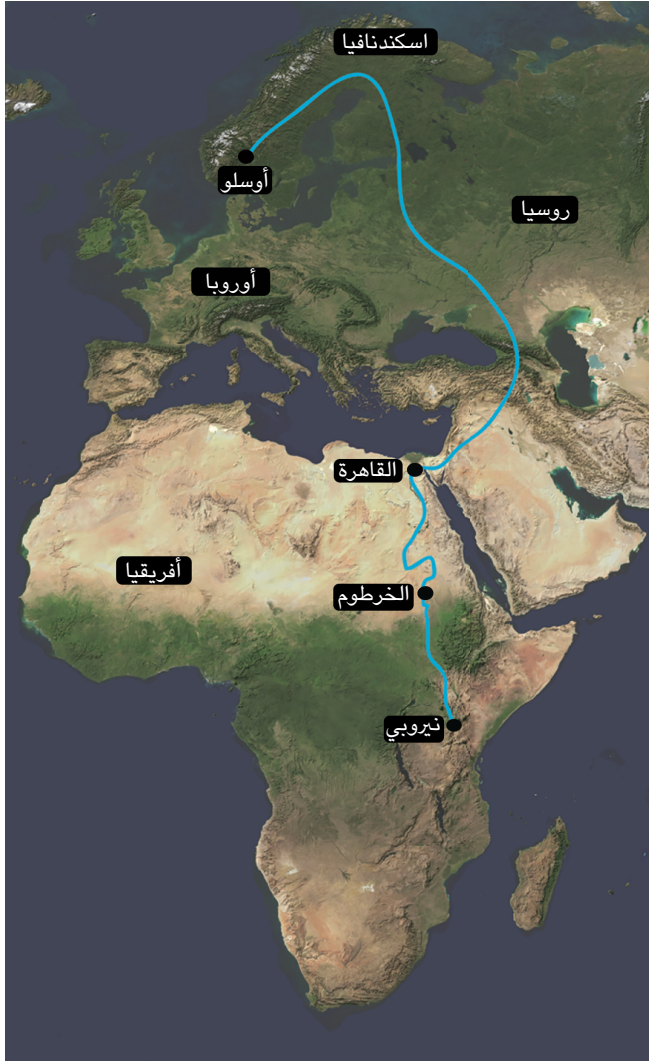 اسكندنافيا
أوسلو
روسيا
أوروبا
القاهرة
أفريقيا
الخرطوم
نيروبي